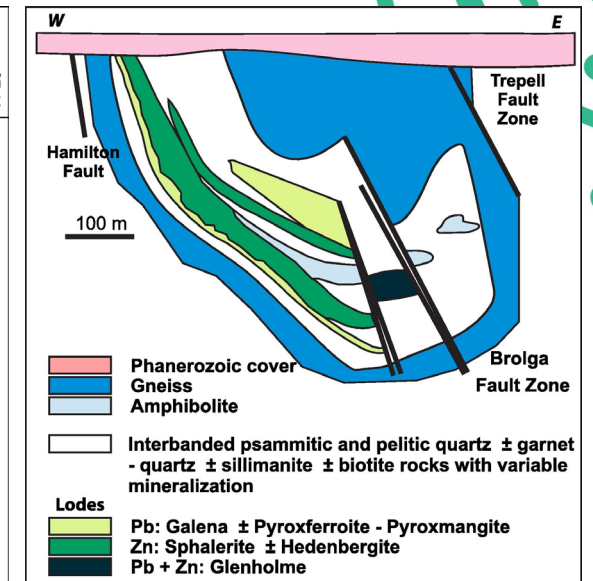 W
E
Trepell
Fault
Zone
Hamilton
Fault
100 m
Brolga
Fault Zone
Phanerozoic cover
Gneiss
Amphibolite
Interbanded psammitic and pelitic quartz ± garnet
- quartz ± sillimanite ± biotite rocks with variable
mineralization
Lodes
Pb: Galena ± Pyroxferroite - Pyroxmangite
Zn: Sphalerite ± Hedenbergite
Pb + Zn: Glenholme